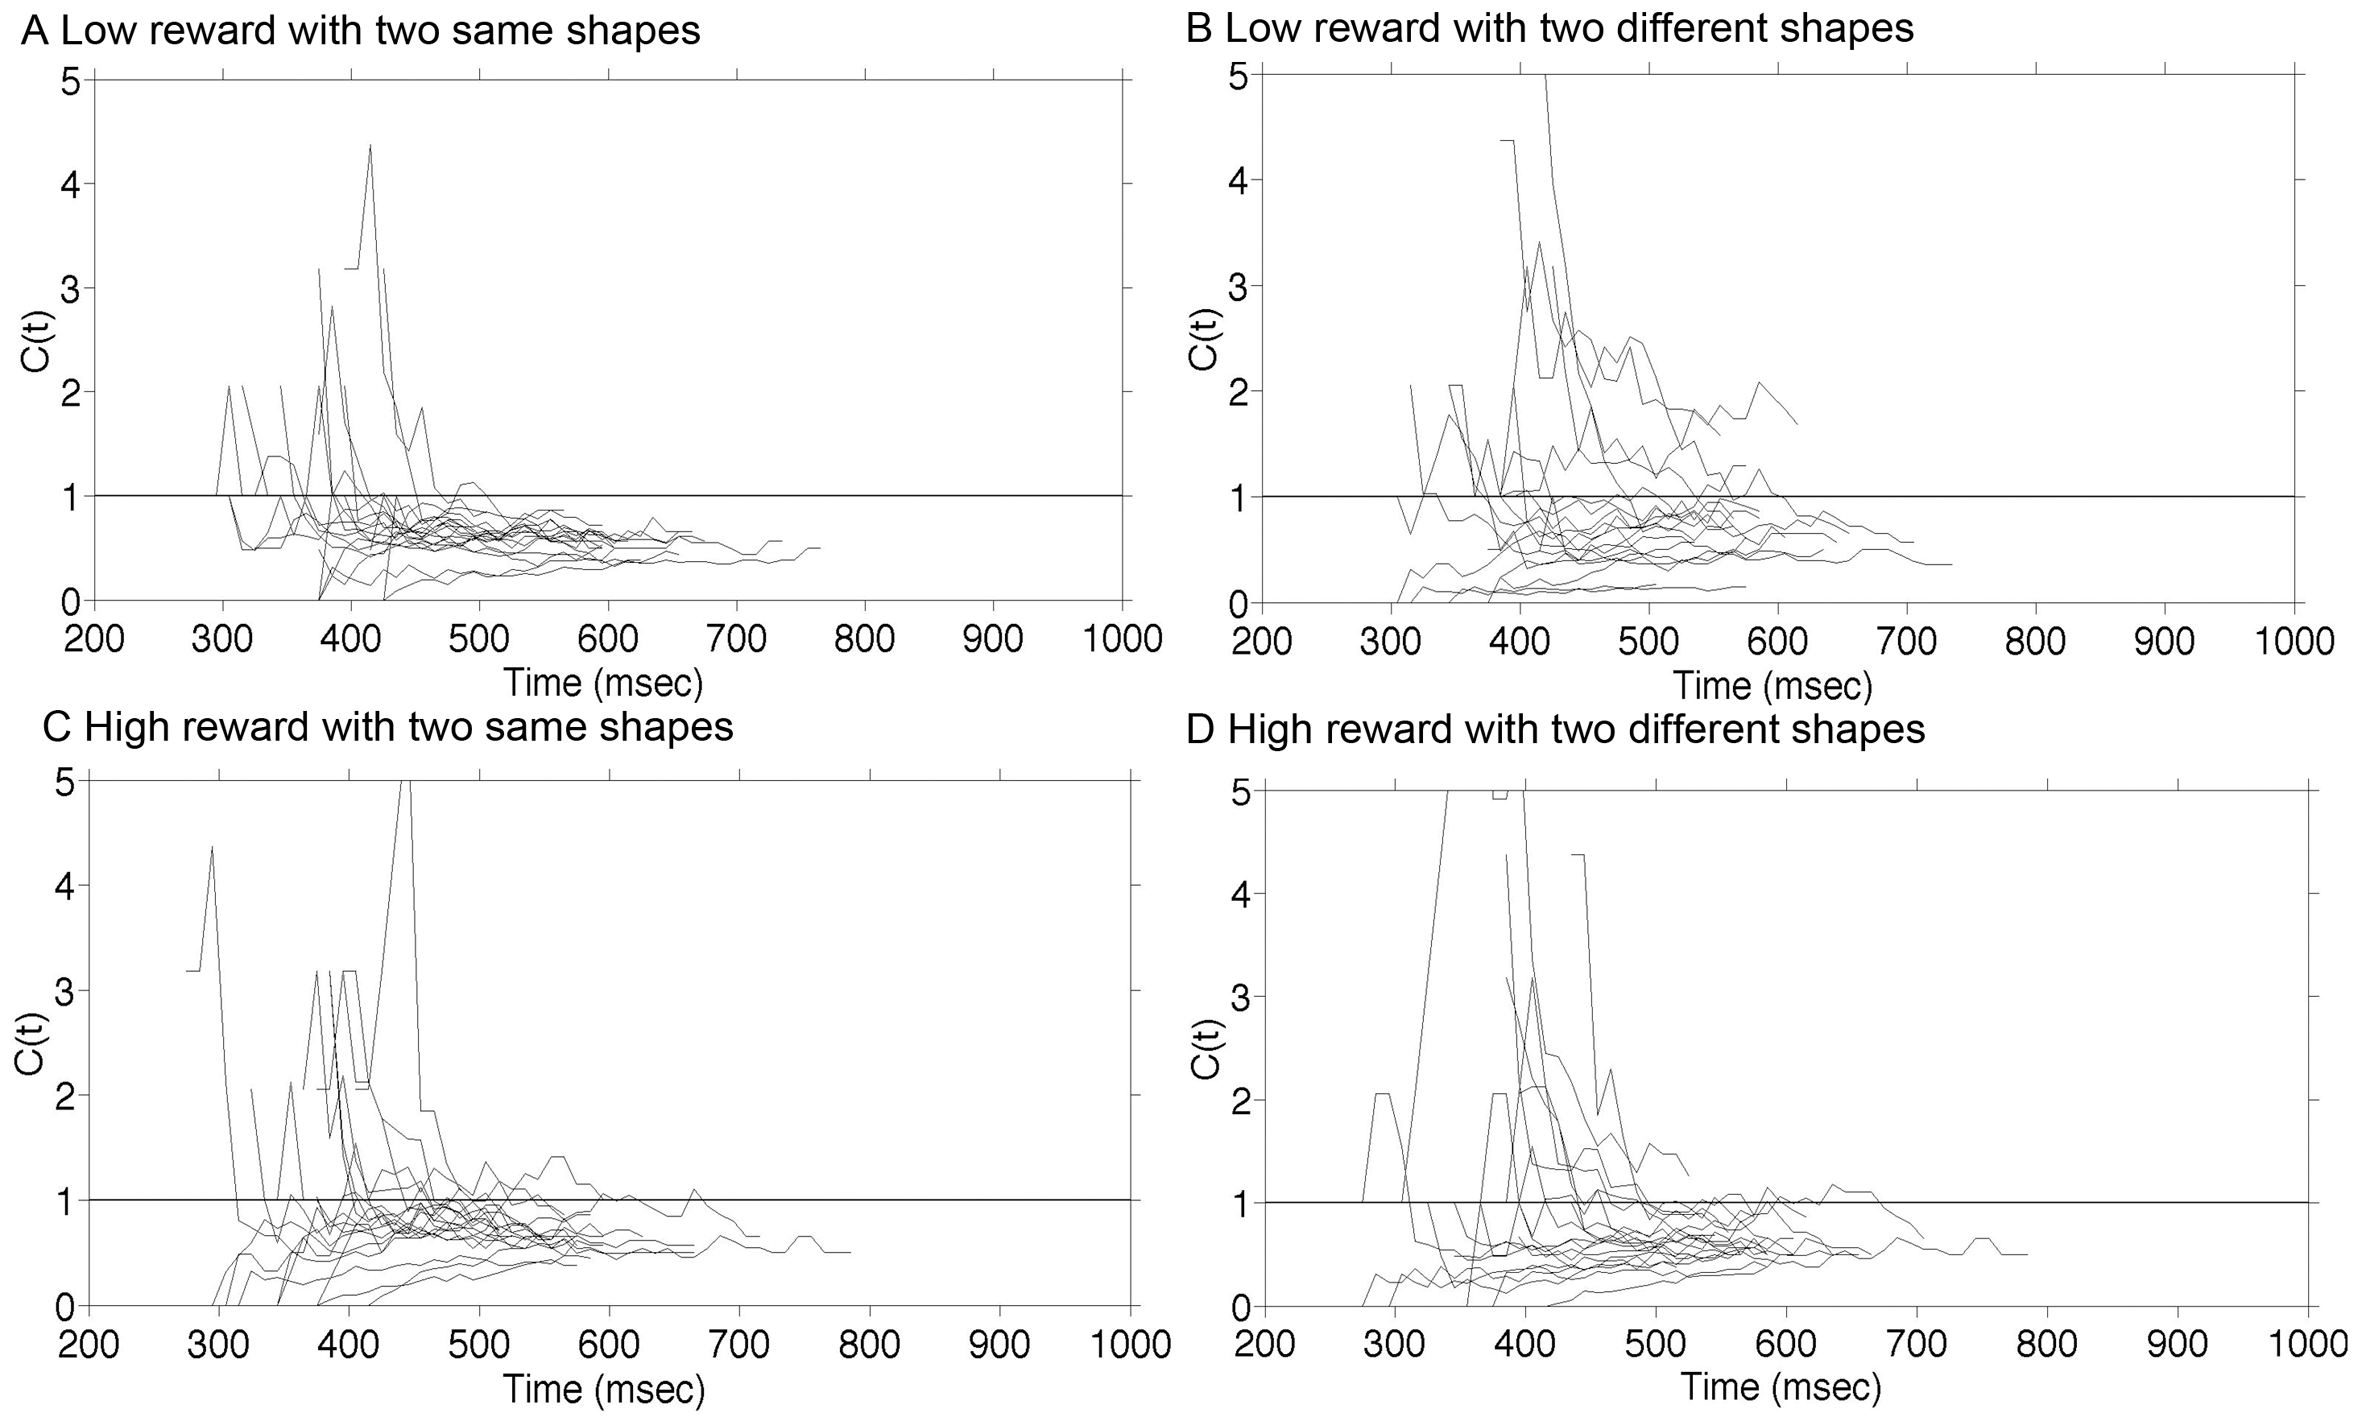 A Low reward with two same shapes
5
4
3
2
1
0
C(t)
200 300 400 500 600 700 800 900 1000
Time (msec)
B Low reward with two different shapes
5
4
3
2
1
0
C(t)
200 300 400 500 600 700 800 900 1000
Time (msec)
C High reward with two same shapes
5
4
3
2
1
0
C(t)
200 300 400 500 600 700 800 900 1000
Time (msec)
D High reward with two different shapes
5
4
3
2
1
0
C(t)
200 300 400 500 600 700 800 900 1000
Time (msec)